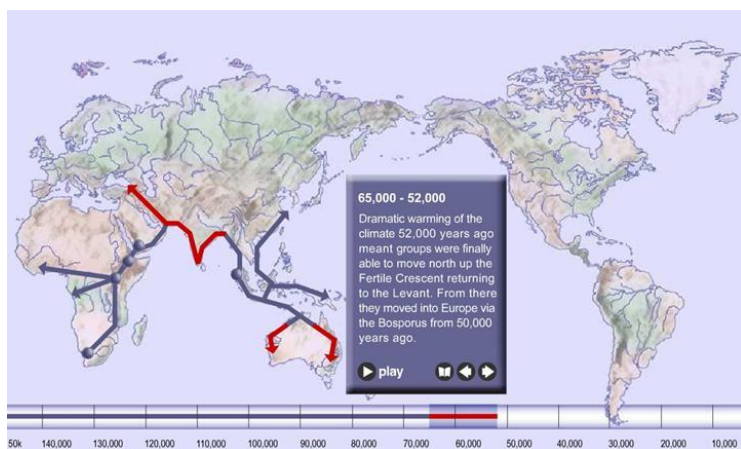 65,000 - 52,000
Dramatic warming of the
climate 52,000 years ago
meant groups were finally
able to move north up the
Fertile Crescent returning
to the Levant. From there
they moved into Europe via
the Bosporus from 50,000
years ago.
play
50k 140,000 130,000 120,000 110,000 100,000 90,000 80,000 70,000 60,000 50,000 40,000 30,000 20,000 10,000